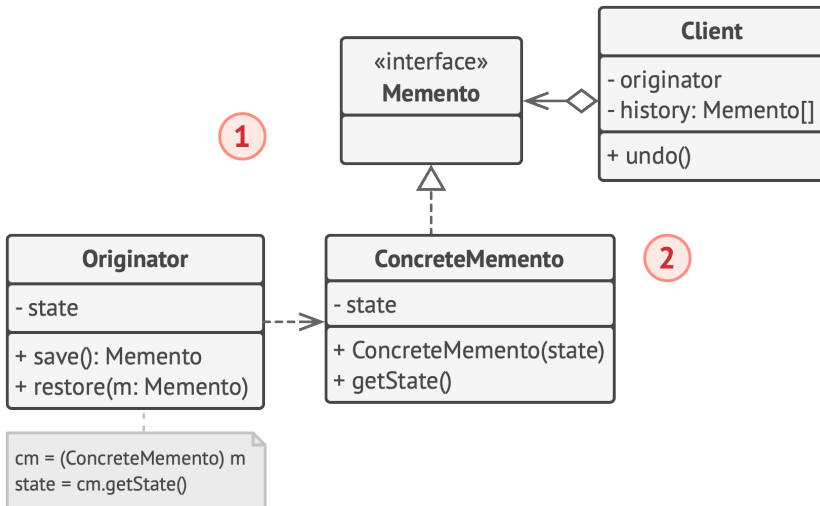 «interface»
Memento
Client
- originator
- history: Memento[]
+ undo()
1
Originator
- state
+ save(): Memento
+ restore(m: Memento)
ConcreteMemento
- state
+ ConcreteMemento(state)
+ getState()
2
cm = (ConcreteMemento) m
state = cm.getState()